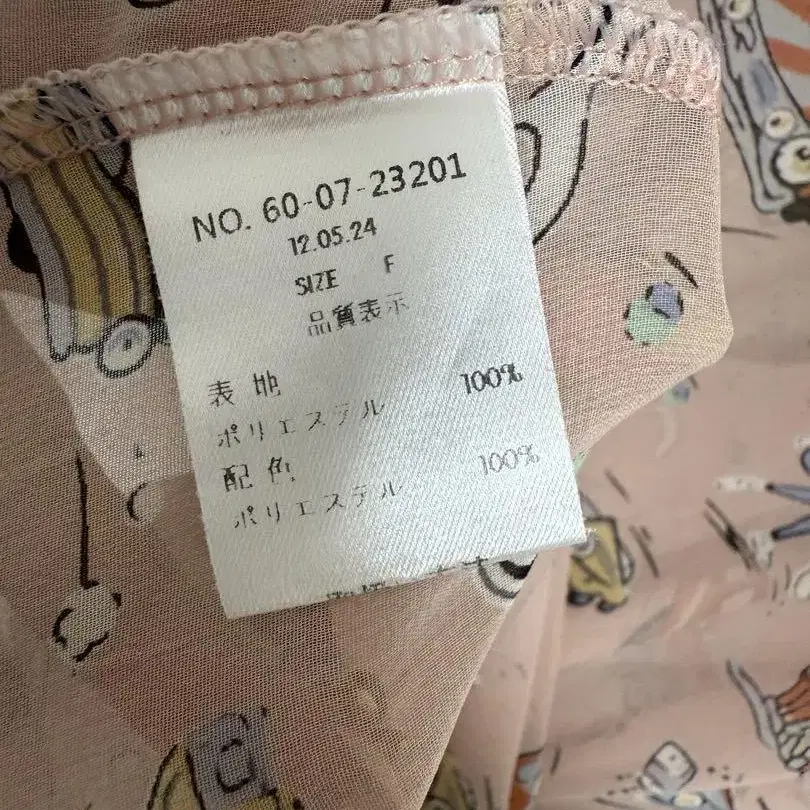 NO. 60-07-23201
12.05.24
SIZE F
品質表示
表地
ポリエステル 100%
配色
ポリエステル 100%